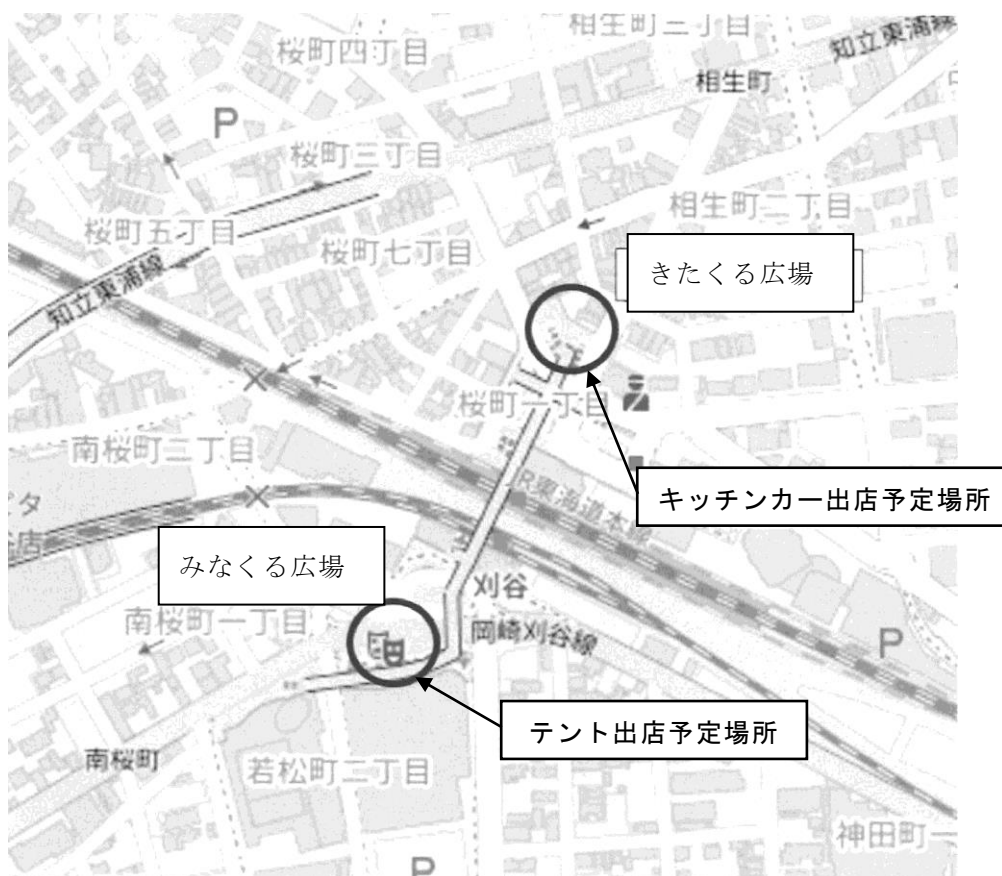 相生町三丁目
桜町四丁目
知立東浦線
相生町
P
桜町三丁目
相生町二丁目
桜町五丁目
桜町七丁目
きたくる広場
知立東浦線
桜町一丁目
南桜町二丁目
JR東海道本線
キッチンカー出店予定場所
みなくる広場
刈谷
南桜町一丁目
岡崎刈谷線
P
テント出店予定場所
南桜町
若松町二丁目
神田町一
P